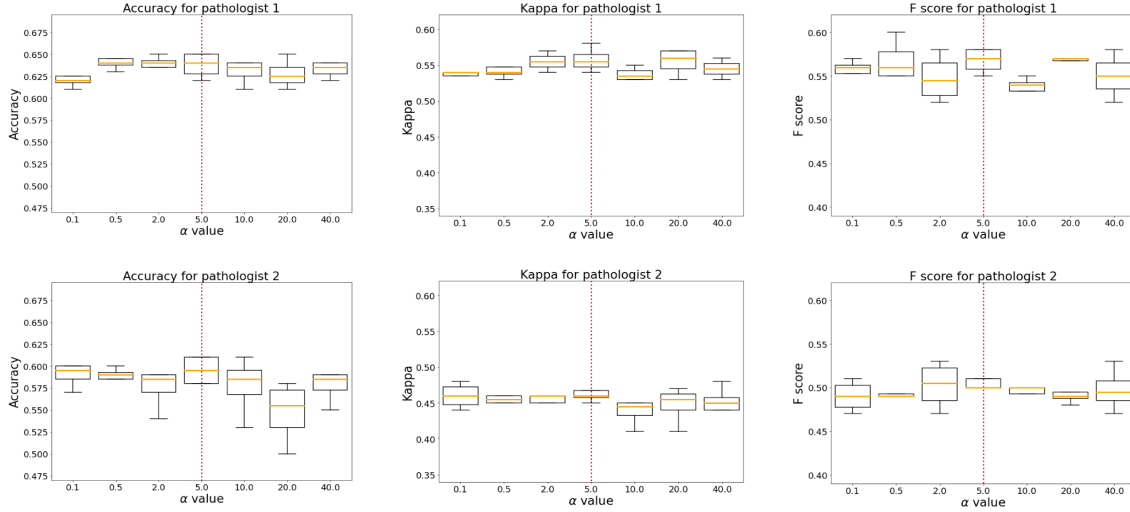 Accuracy for pathologist 1
Accuracy
0.675
0.650
0.625
0.600
0.575
0.550
0.525
0.500
0.475
0.1 0.5 2.0 5.0 10.0 20.0 40.0
α value
Kappa for pathologist 1
Kappa
0.60
0.55
0.50
0.45
0.40
0.35
0.1 0.5 2.0 5.0 10.0 20.0 40.0
α value
F score for pathologist 1
F score
0.60
0.55
0.50
0.45
0.40
0.1 0.5 2.0 5.0 10.0 20.0 40.0
α value
Accuracy for pathologist 2
Accuracy
0.675
0.650
0.625
0.600
0.575
0.550
0.525
0.500
0.475
0.1 0.5 2.0 5.0 10.0 20.0 40.0
α value
Kappa for pathologist 2
Kappa
0.60
0.55
0.50
0.45
0.40
0.35
0.1 0.5 2.0 5.0 10.0 20.0 40.0
α value
F score for pathologist 2
F score
0.60
0.55
0.50
0.45
0.40
0.1 0.5 2.0 5.0 10.0 20.0 40.0
α value